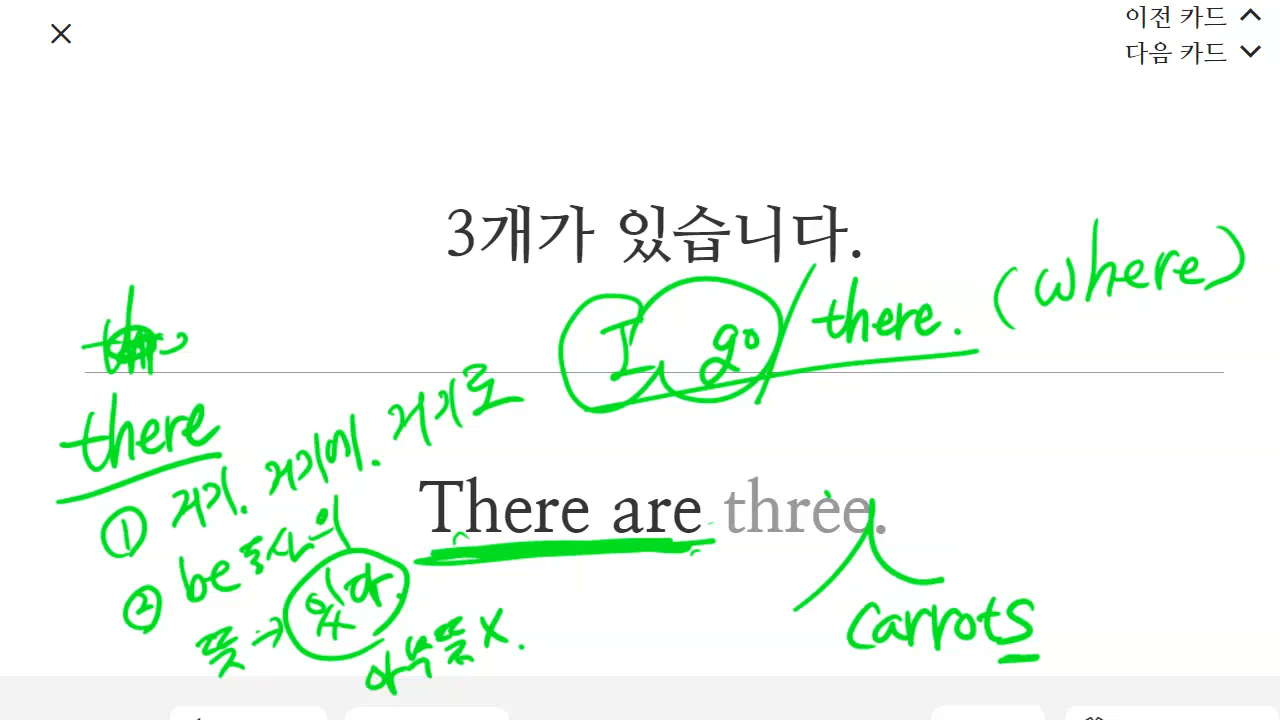 이전 카드
다음 카드
3개가 있습니다.
I go / there. (where)
there
① 거기. 거기에. 거기로
There are three.
carrots
② be동사의
뜻 → 있다.
아무 뜻 X.